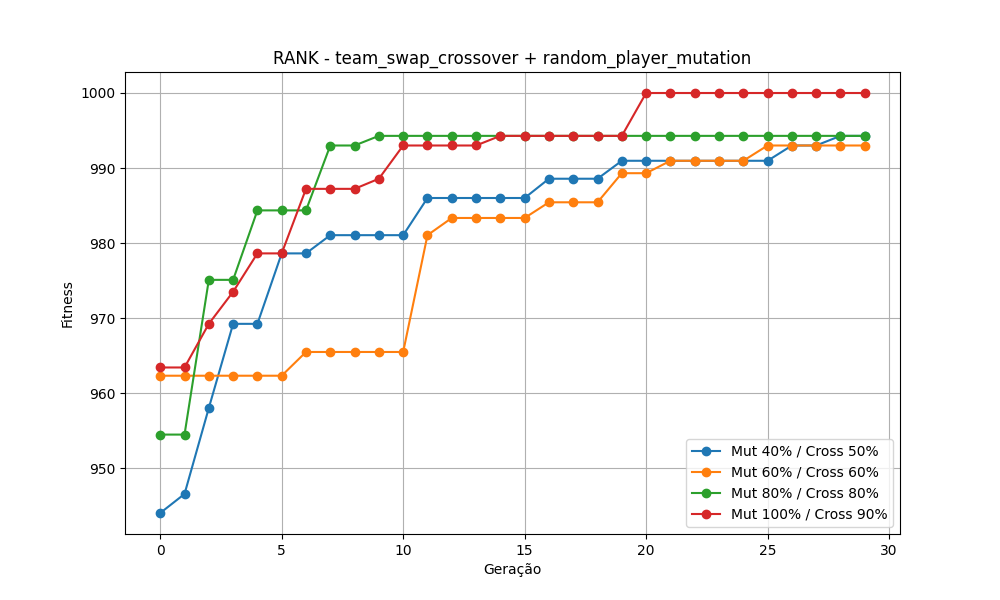 RANK - team_swap_crossover + random_player_mutation
1000
990
980
970
960
950
Fitness
0 5 10 15 20 25 30
Geração
Mut 40% / Cross 50%
Mut 60% / Cross 60%
Mut 80% / Cross 80%
Mut 100% / Cross 90%